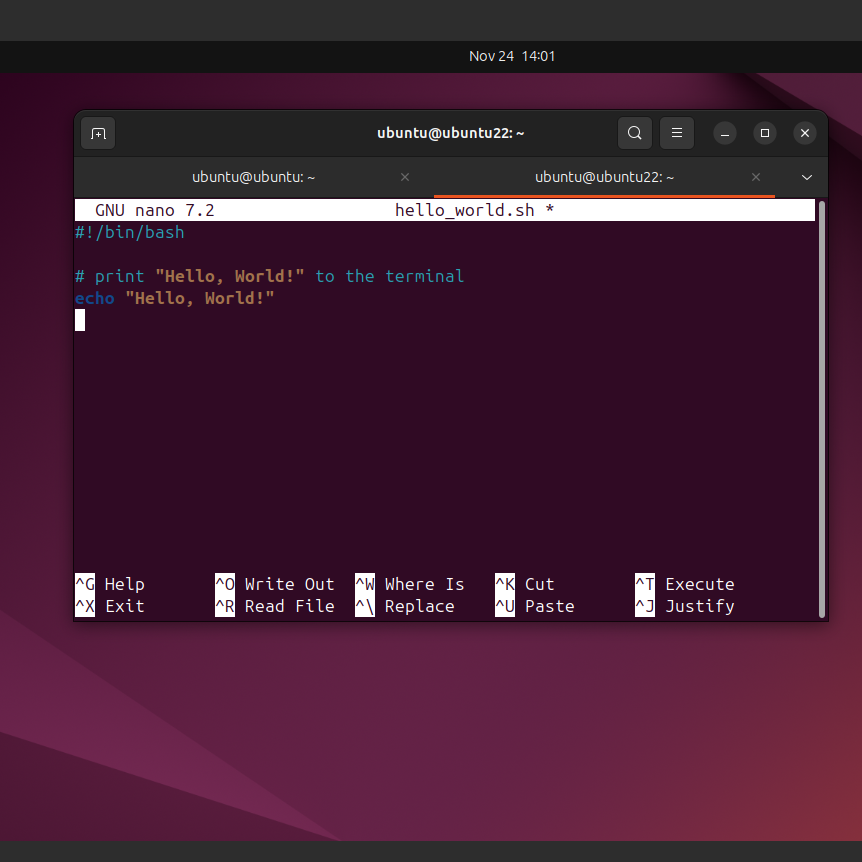 Nov 24 14:01
ubuntu@ubuntu22: ~
ubuntu@ubuntu: ~
ubuntu@ubuntu22: ~
GNU nano 7.2 hello_world.sh *
#!/bin/bash
# print "Hello, World!" to the terminal
echo "Hello, World!"
^G Help ^O Write Out ^W Where Is ^K Cut ^T Execute
^X Exit ^R Read File ^\ Replace ^U Paste ^J Justify